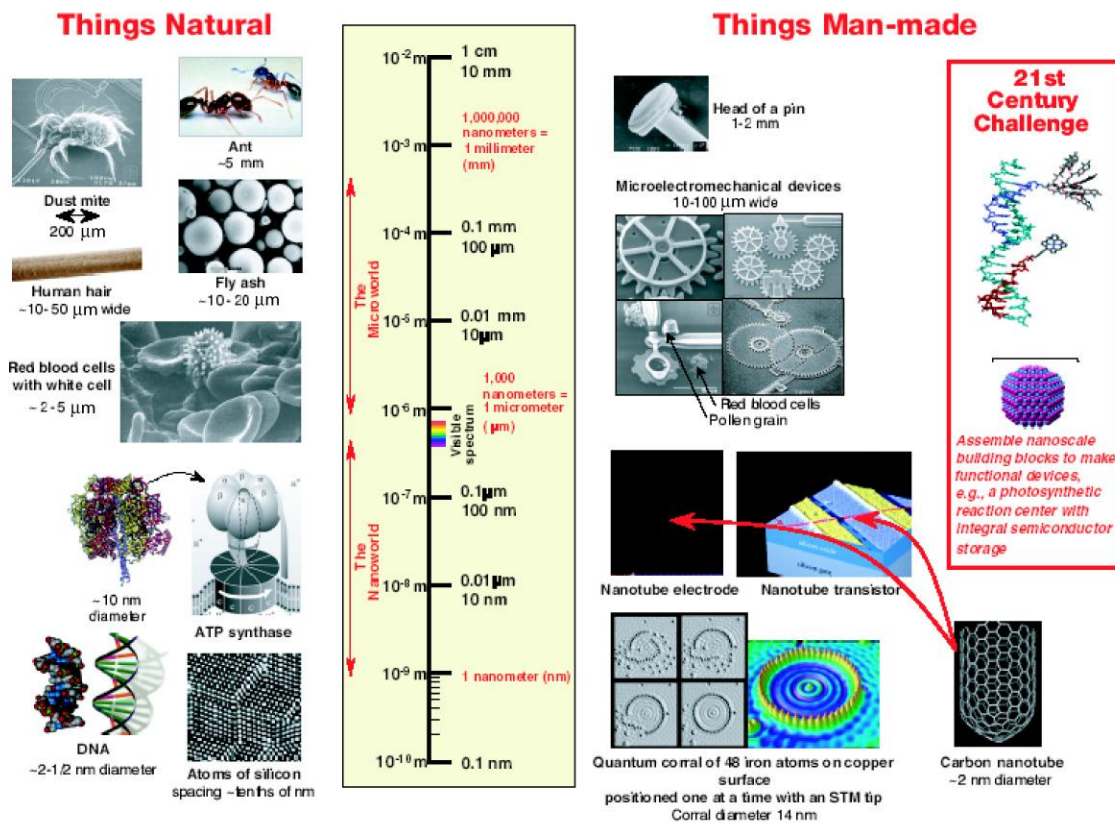 Things Natural
Ant
~5 mm
Dust mite
200 μm
Human hair
~10-50 μm wide
Fly ash
~10-20 μm
Red blood cells
with white cell
~2-5 μm
~10 nm
diameter
ATP synthase
DNA
~2-1/2 nm diameter
Atoms of silicon
spacing ~tenths of nm
10⁻² m
1 cm
10 mm
1,000,000
nanometers =
1 millimeter
(mm)
10⁻³ m
The
Microworld
10⁻⁴ m
0.1 mm
100 μm
10⁻⁵ m
0.01 mm
10μm
1,000
nanometers =
1 micrometer
(μm)
10⁻⁶ m
Visible
spectrum
The
Nanoworld
10⁻⁷ m
0.1μm
100 nm
10⁻⁸ m
0.01μm
10 nm
10⁻⁹ m
1 nanometer (nm)
10⁻¹⁰ m
0.1 nm
Things Man-made
Head of a pin
1-2 mm
Microelectromechanical devices
10-100 μm wide
Red blood cells
Pollen grain
Nanotube electrode
Nanotube transistor
Quantum corral of 48 iron atoms on copper
surface
positioned one at a time with an STM tip
Corral diameter 14 nm
Carbon nanotube
~2 nm diameter
21st
Century
Challenge
Assemble nanoscale
building blocks to make
functional devices,
e.g., a photosynthetic
reaction center with
integral semiconductor
storage